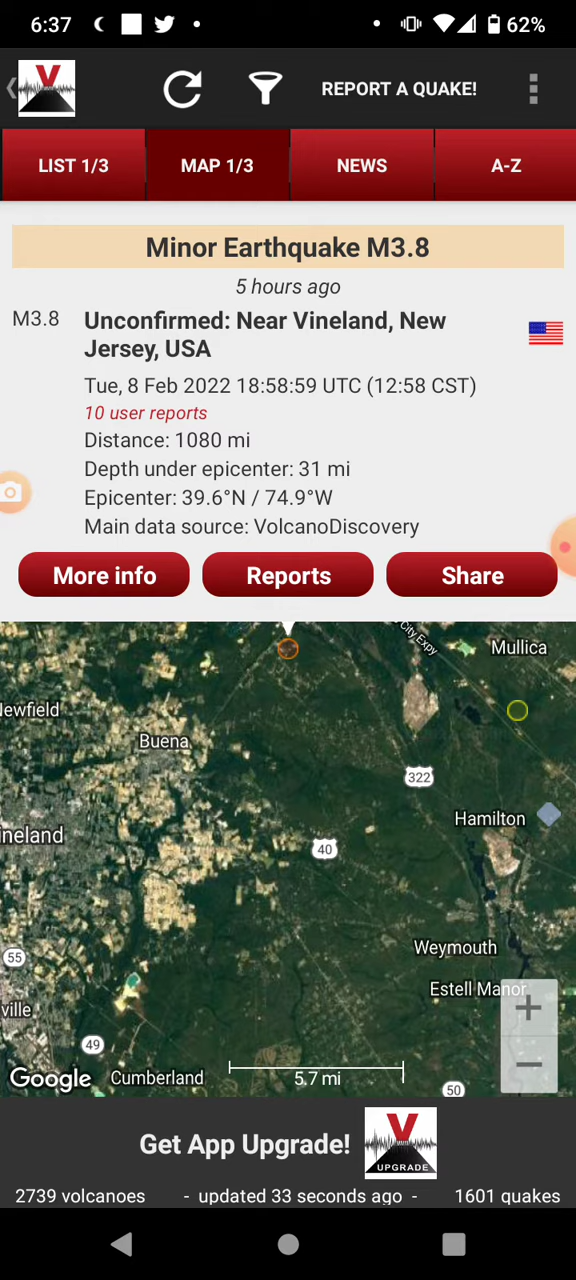 6:37
62%
V
REPORT A QUAKE!
LIST 1/3
MAP 1/3
NEWS
A-Z
Minor Earthquake M3.8
5 hours ago
M3.8
Unconfirmed: Near Vineland, New
Jersey, USA
Tue, 8 Feb 2022 18:58:59 UTC (12:58 CST)
10 user reports
Distance: 1080 mi
Depth under epicenter: 31 mi
Epicenter: 39.6°N / 74.9°W
Main data source: VolcanoDiscovery
More info
Reports
Share
City Expy
Mullica
Newfield
Buena
322
Hamilton
ineland
40
Weymouth
55
Estell Manor
ville
49
Google
Cumberland
5.7 mi
50
+
−
Get App Upgrade!
V
UPGRADE
2739 volcanoes
- updated 33 seconds ago -
1601 quakes